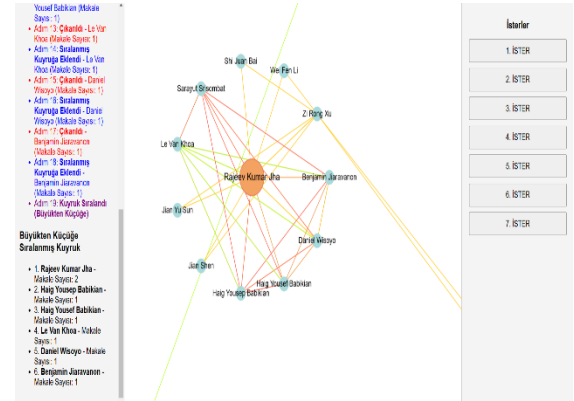 Yousef Babikian (Makale
Sayısı: 1)
Adım 13: Çıkarıldı - Le Van
Khoa (Makale Sayısı: 1)
Adım 14: Sıralanmış
Kuyruğa Eklendi - Le Van
Khoa (Makale Sayısı: 1)
Adım 15: Çıkarıldı - Daniel
Wisoyo (Makale Sayısı: 1)
Adım 16: Sıralanmış
Kuyruğa Eklendi - Daniel
Wisoyo (Makale Sayısı: 1)
Adım 17: Çıkarıldı -
Benjamin Jiaravanon
(Makale Sayısı: 1)
Adım 18: Sıralanmış
Kuyruğa Eklendi -
Benjamin Jiaravanon
(Makale Sayısı: 1)
Adım 19: Kuyruk Sıralandı
(Büyükten Küçüğe)
Büyükten Küçüğe
Sıralanmış Kuyruk
1. Rajeev Kumar Jha -
Makale Sayısı: 2
2. Haig Yousep Babikian -
Makale Sayısı: 1
3. Haig Yousef Babikian -
Makale Sayısı: 1
4. Le Van Khoa - Makale
Sayısı: 1
5. Daniel Wisoyo - Makale
Sayısı: 1
6. Benjamin Jiaravanon -
Makale Sayısı: 1
Shi Juan Bai
Wei Fen Li
Sarayut Srisombat
Zi Rong Xu
Le Van Khoa
Rajeev Kumar Jha
Benjamin Jiaravanon
Jian Yu Sun
Daniel Wisoyo
Jian Shen
Haig Yousef Babikian
Haig Yousep Babikian
İsterler
1. İSTER
2. İSTER
3. İSTER
4. İSTER
5. İSTER
6. İSTER
7. İSTER